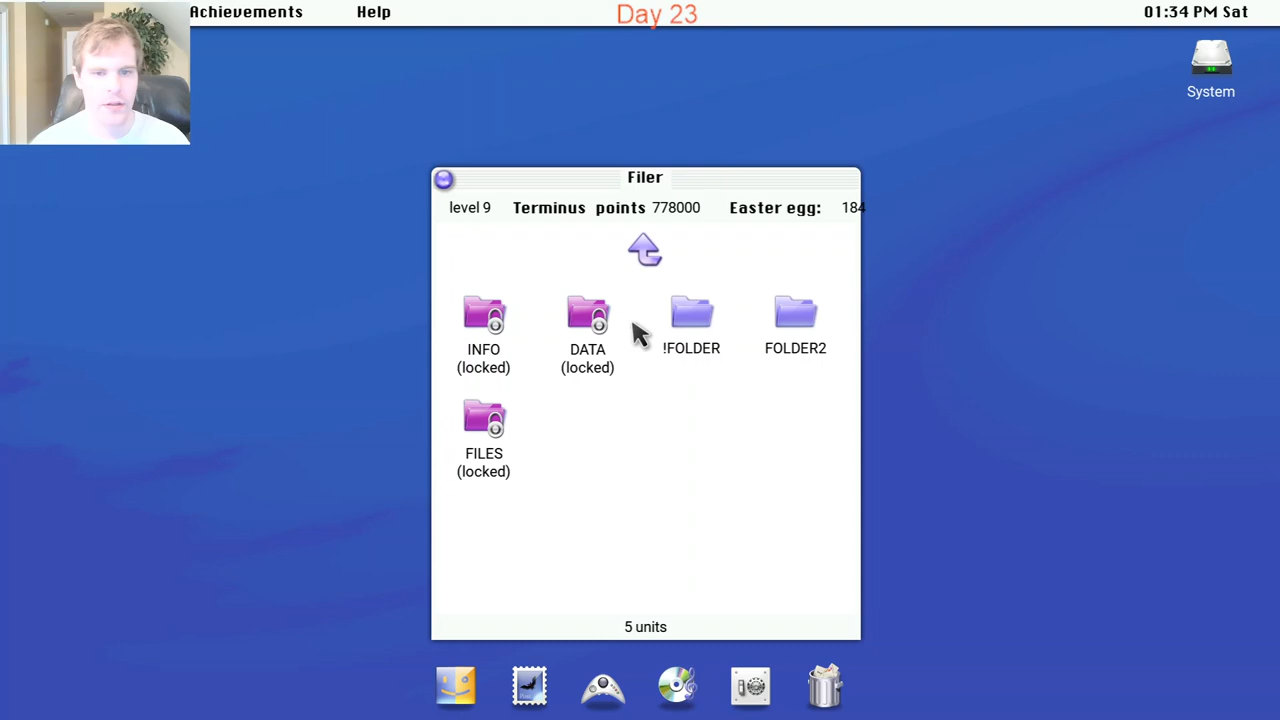 Achievements Help Day 23 01:34 PM Sat
System
Filer
level 9 Terminus points 778000 Easter egg: 184
INFO (locked)
DATA (locked)
!FOLDER
FOLDER2
FILES (locked)
5 units